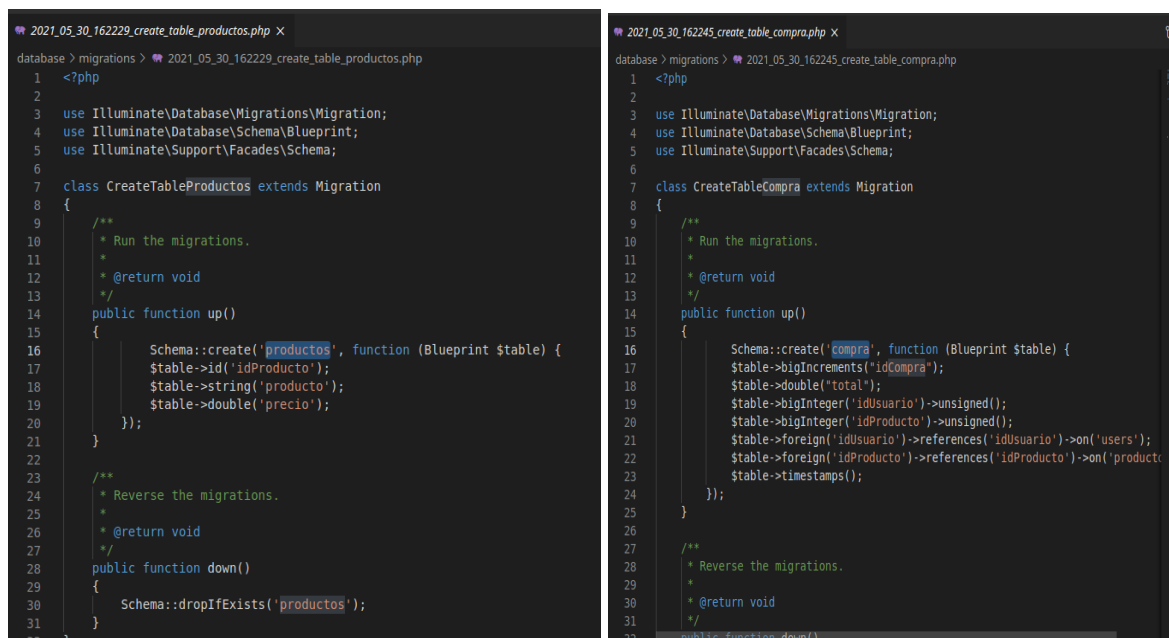 2021_05_30_162229_create_table_productos.php ×
database > migrations > 2021_05_30_162229_create_table_productos.php
1 <?php
2
3 use Illuminate\Database\Migrations\Migration;
4 use Illuminate\Database\Schema\Blueprint;
5 use Illuminate\Support\Facades\Schema;
6
7 class CreateTableProductos extends Migration
8 {
9 /**
10 * Run the migrations.
11 *
12 * @return void
13 */
14 public function up()
15 {
16 Schema::create('productos', function (Blueprint $table) {
17 $table->id('idProducto');
18 $table->string('producto');
19 $table->double('precio');
20 });
21 }
22
23 /**
24 * Reverse the migrations.
25 *
26 * @return void
27 */
28 public function down()
29 {
30 Schema::dropIfExists('productos');
31 }
2021_05_30_162245_create_table_compra.php ×
database > migrations > 2021_05_30_162245_create_table_compra.php
1 <?php
2
3 use Illuminate\Database\Migrations\Migration;
4 use Illuminate\Database\Schema\Blueprint;
5 use Illuminate\Support\Facades\Schema;
6
7 class CreateTableCompra extends Migration
8 {
9 /**
10 * Run the migrations.
11 *
12 * @return void
13 */
14 public function up()
15 {
16 Schema::create('compra', function (Blueprint $table) {
17 $table->bigIncrements("idCompra");
18 $table->double("total");
19 $table->bigInteger('idUsuario')->unsigned();
20 $table->bigInteger('idProducto')->unsigned();
21 $table->foreign('idUsuario')->references('idUsuario')->on('users');
22 $table->foreign('idProducto')->references('idProducto')->on('producto
23 $table->timestamps();
24 });
25 }
26
27 /**
28 * Reverse the migrations.
29 *
30 * @return void
31 */
32 public function down()